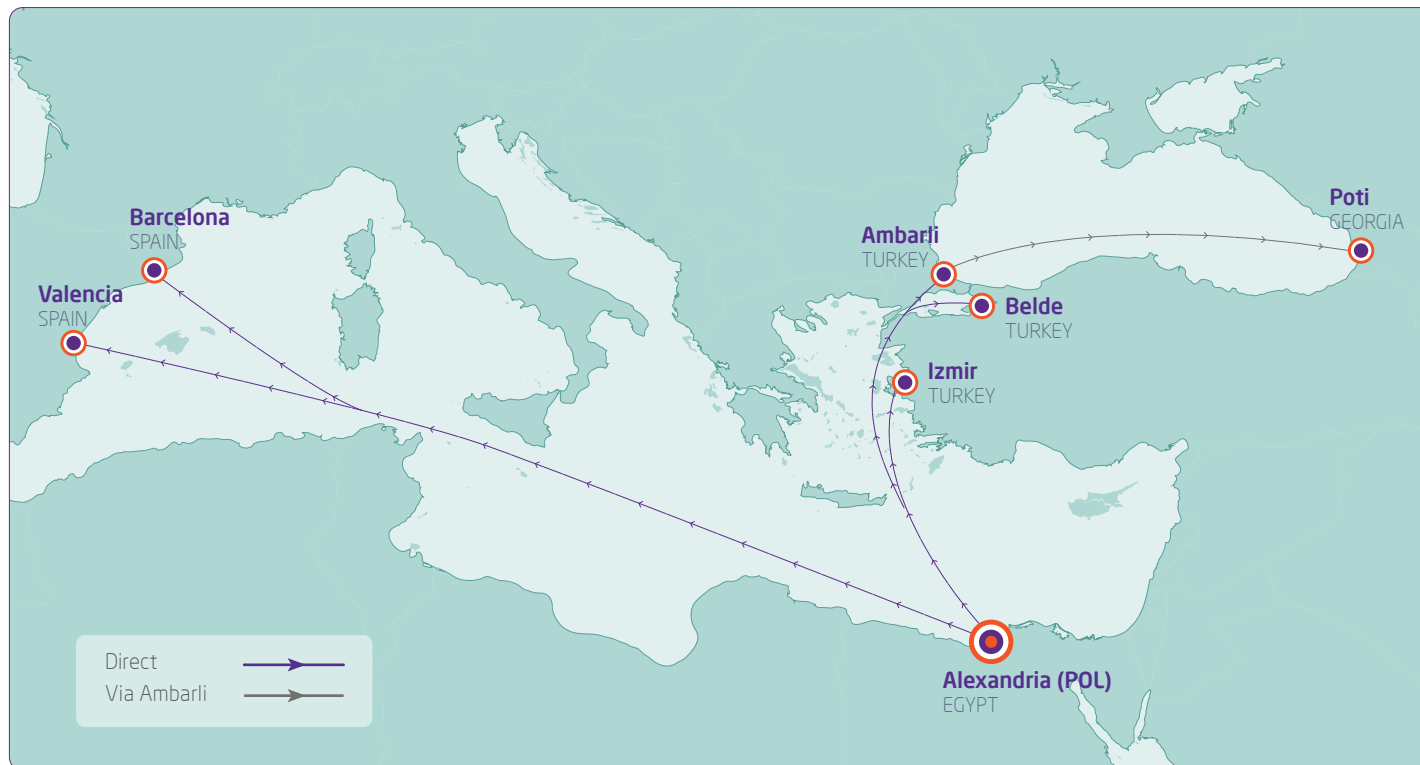 Barcelona
SPAIN
Valencia
SPAIN
Poti
GEORGIA
Ambarli
TURKEY
Belde
TURKEY
Izmir
TURKEY
Alexandria (POL)
EGYPT
Direct
Via Ambarli